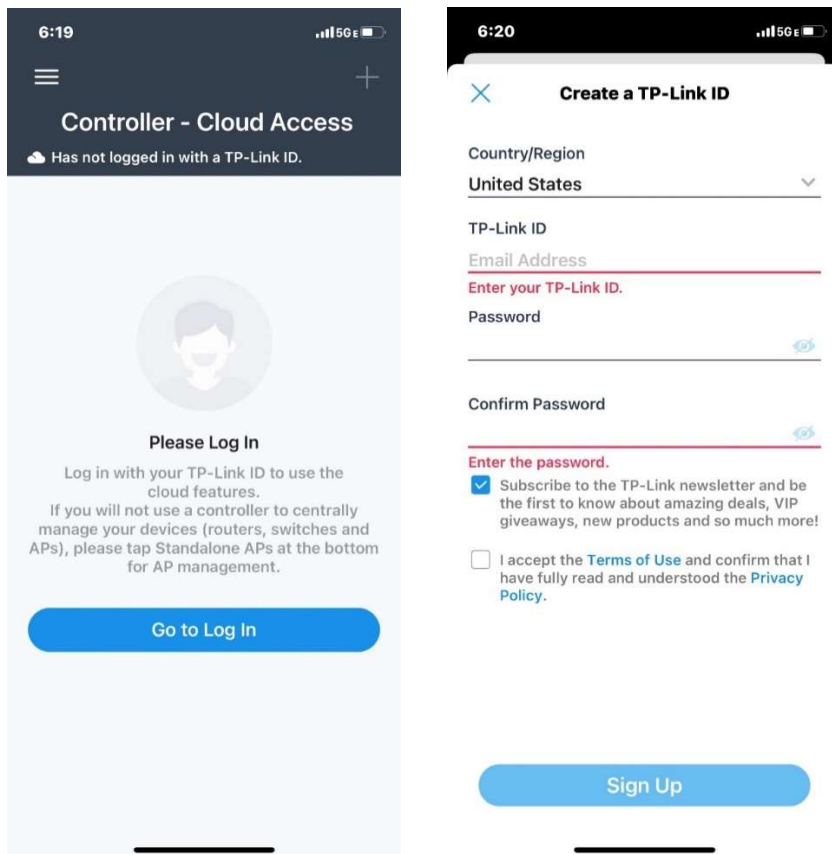 6:19
5GE
Controller - Cloud Access
Has not logged in with a TP-Link ID.
Please Log In
Log in with your TP-Link ID to use the
cloud features.
If you will not use a controller to centrally
manage your devices (routers, switches and
APs), please tap Standalone APs at the bottom
for AP management.
Go to Log In
6:20
5GE
Create a TP-Link ID
Country/Region
United States
TP-Link ID
Email Address
Enter your TP-Link ID.
Password
Confirm Password
Enter the password.
Subscribe to the TP-Link newsletter and be
the first to know about amazing deals, VIP
giveaways, new products and so much more!
I accept the Terms of Use and confirm that I
have fully read and understood the Privacy
Policy.
Sign Up